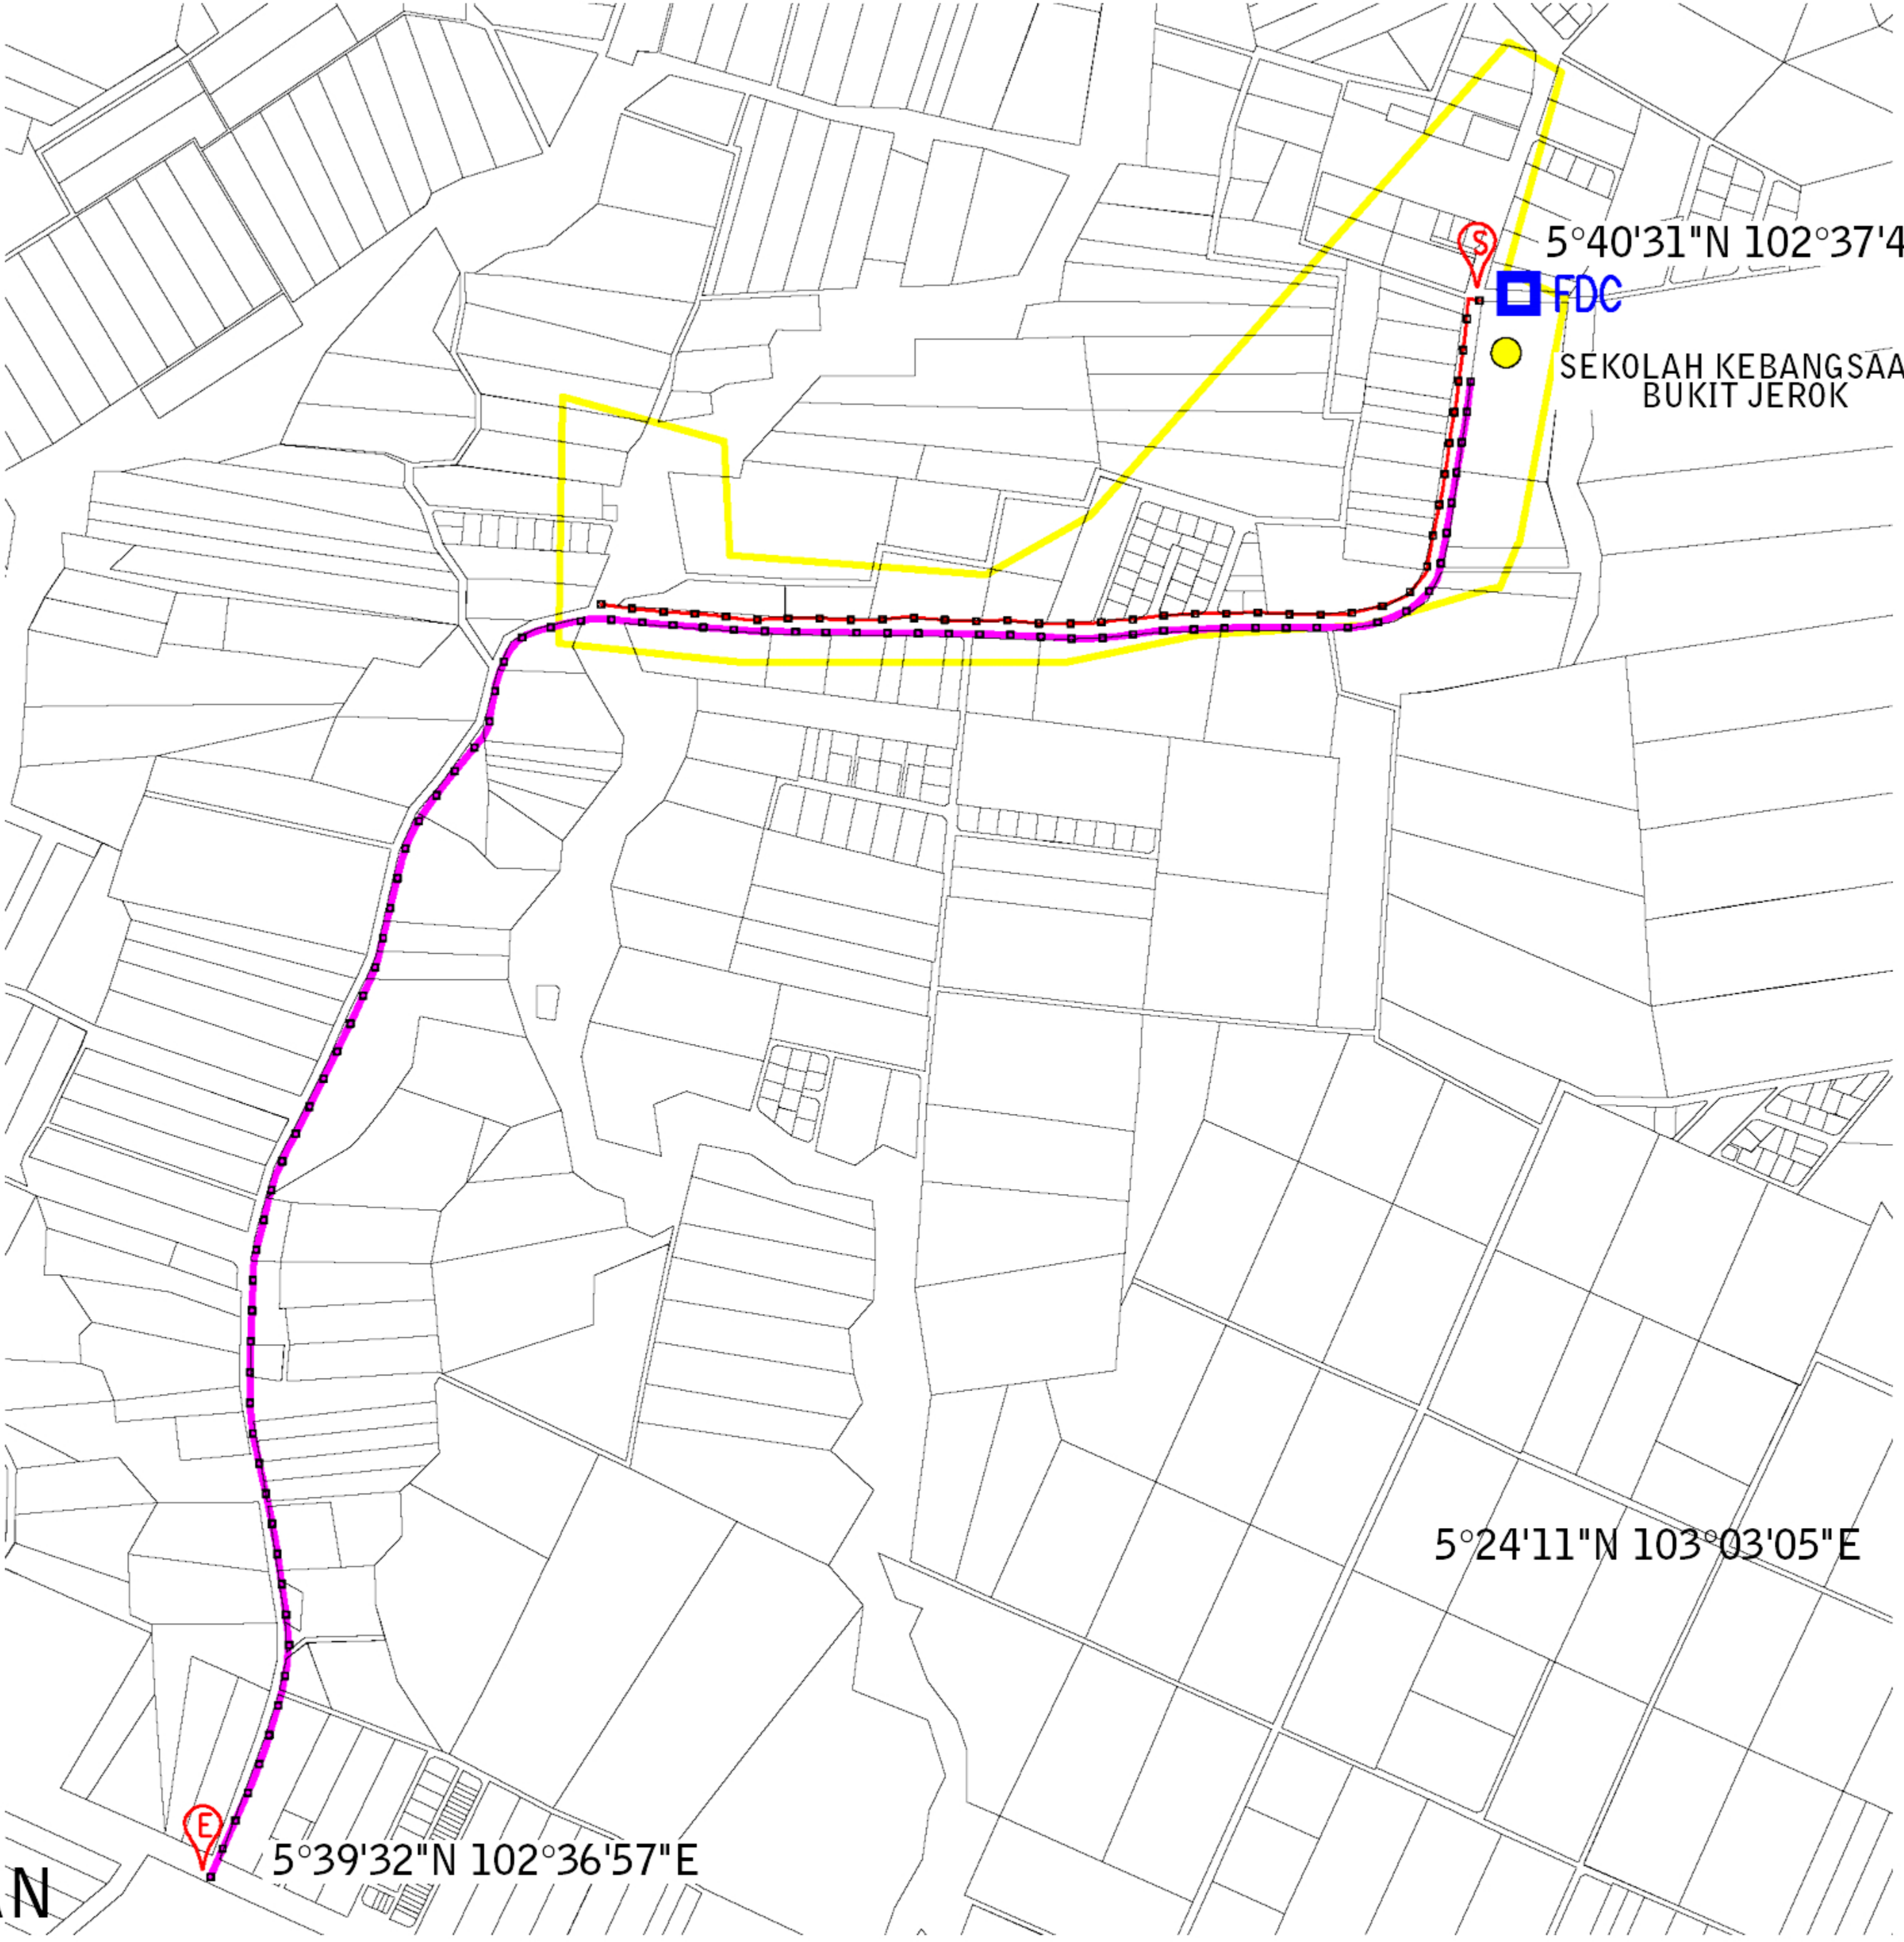 S
5°40'31"N 102°37'4
FDC
SEKOLAH KEBANGSAA
BUKIT JEROK
5°24'11"N 103°03'05"E
E
5°39'32"N 102°36'57"E
N